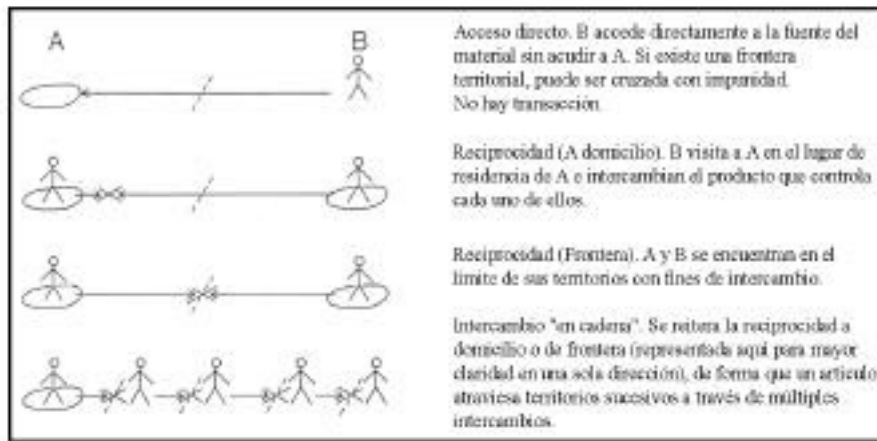 A B
Acceso directo. B accede directamente a la fuente del
material sin acudir a A. Si existe una frontera
territorial, puede ser cruzada con impunidad.
No hay transacción.
Reciprocidad (A domicilio). B visita a A en el lugar de
residencia de A e intercambian el producto que controla
cada uno de ellos.
Reciprocidad (Frontera). A y B se encuentran en el
límite de sus territorios con fines de intercambio.
Intercambio "en cadena". Se reitera la reciprocidad a
domicilio o de frontera (representada aquí para mayor
claridad en una sola dirección), de forma que un artículo
atraviesa territorios sucesivos a través de múltiples
intercambios.